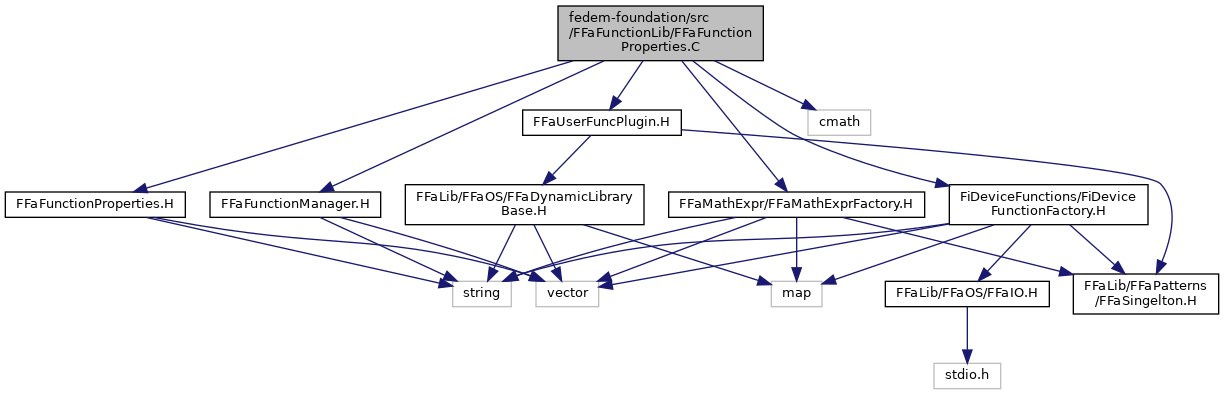 fedem-foundation/src
/FFaFunctionLib/FFaFunction
Properties.C
FFaUserFuncPlugin.H
cmath
FFaFunctionProperties.H
FFaFunctionManager.H
FFaLib/FFaOS/FFaDynamicLibrary
Base.H
FFaMathExpr/FFaMathExprFactory.H
FiDeviceFunctions/FiDevice
FunctionFactory.H
string
vector
map
FFaLib/FFaOS/FFaIO.H
FFaLib/FFaPatterns
/FFaSingelton.H
stdio.h